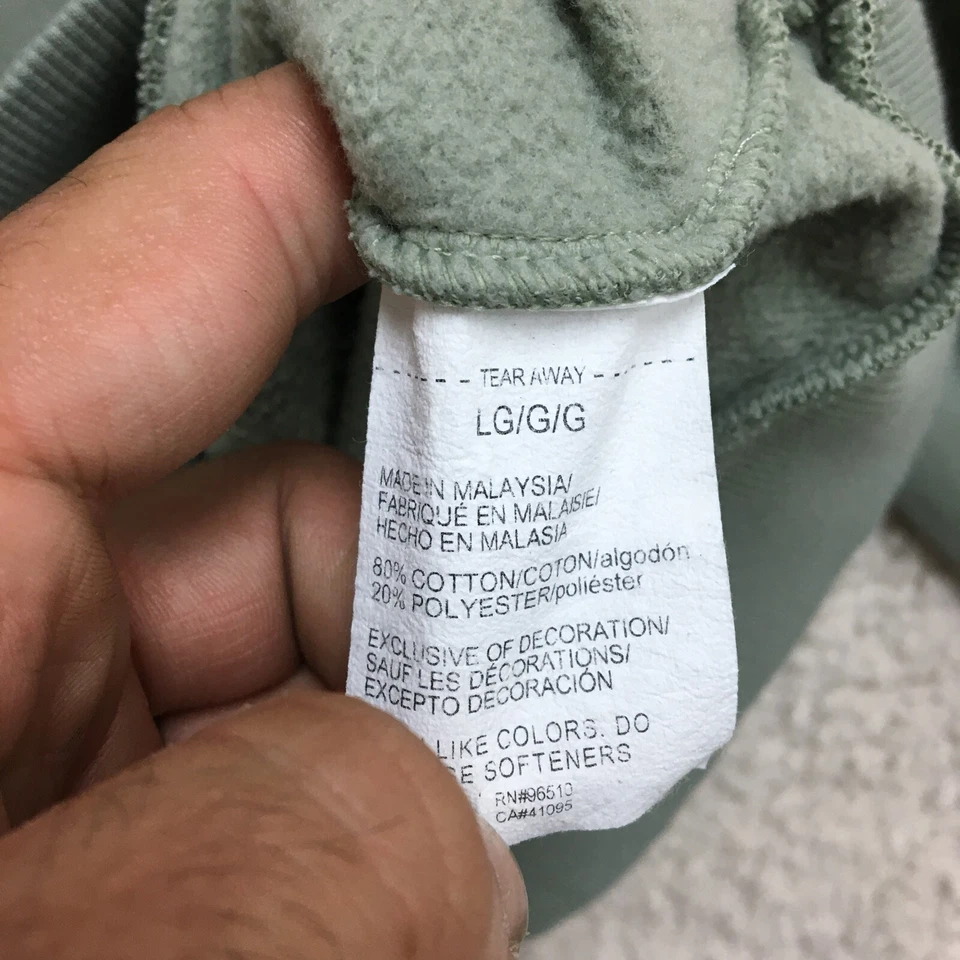 TEAR AWAY
LG/G/G
MADE IN MALAYSIA/
FABRIQUÉ EN MALAISIE/
HECHO EN MALASIA
80% COTTON/COTON/algodón
20% POLYESTER/poliéster
EXCLUSIVE OF DECORATION/
SAUF LES DÉCORATIONS/
EXCEPTO DECORACIÓN
LIKE COLORS. DO
SOFTENERS
RN#96510
CA#41095